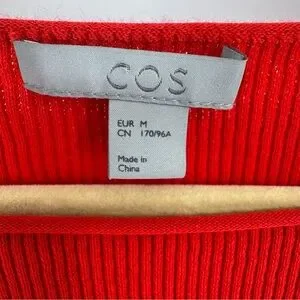 COS
EUR M
CN 170/96A
Made in
China